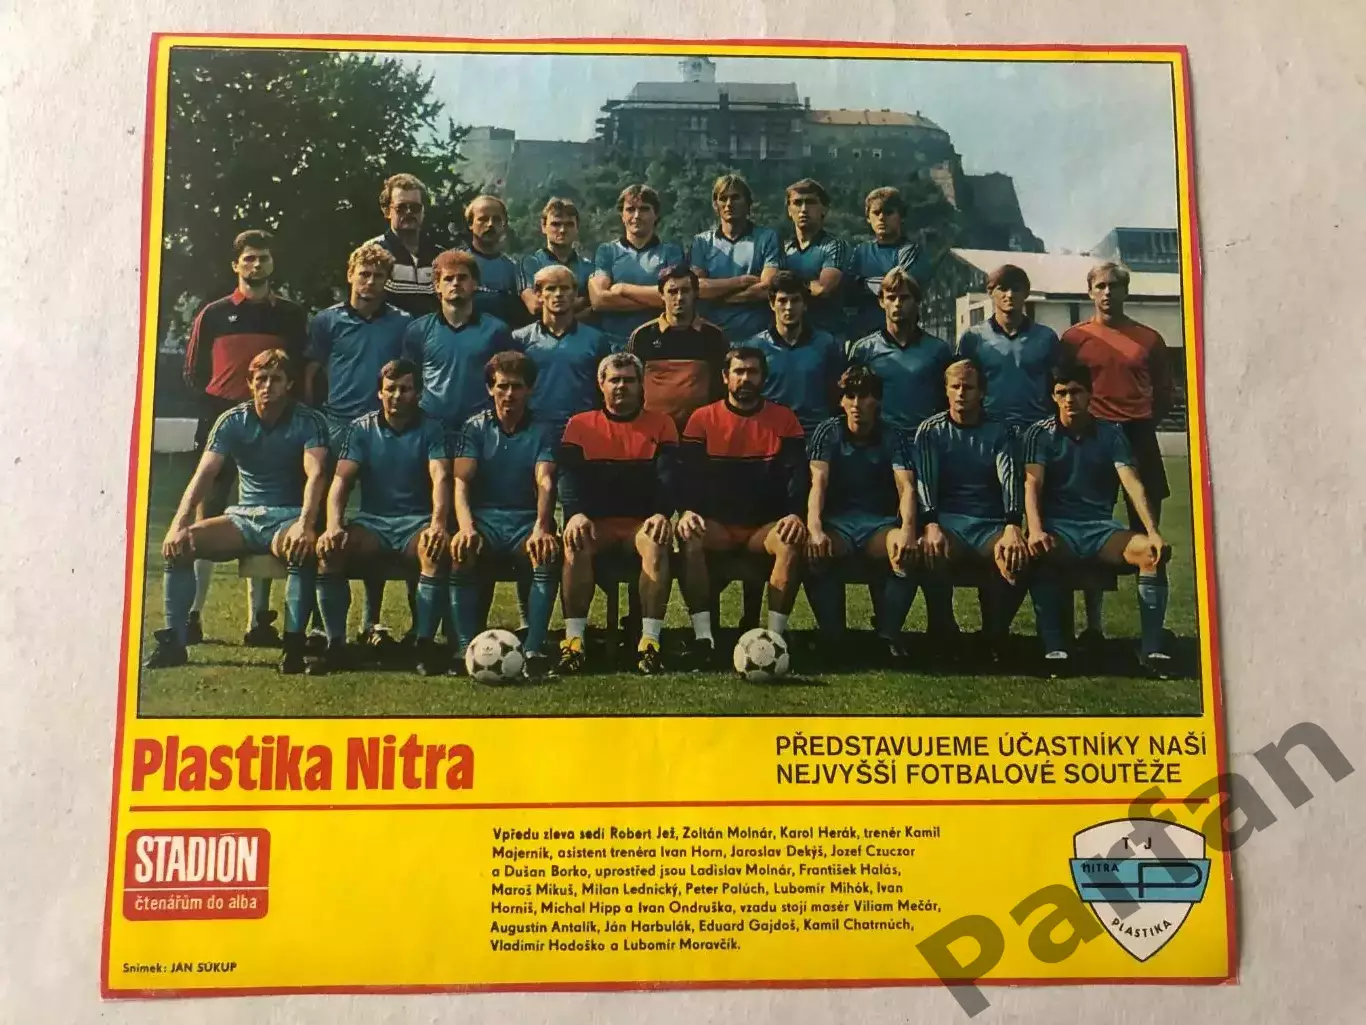 Plastika Nitra
PŘEDSTAVUJEME ÚČASTNÍKY NAŠÍ
NEJVYŠŠÍ FOTBALOVÉ SOUTĚŽE
STADIÓN
čtenářům do alba
Vpředu zleva sedí Robert Jež, Zoltán Molnár, Karol Herák, trenér Kamil
Majerník, asistent trenéra Ivan Horn, Jaroslav Dekýš, Jozef Czuczor
a Dušan Borko, uprostřed jsou Ladislav Molnár, František Halás,
Maroš Mikuš, Milan Lednický, Peter Palúch, Lubomír Mihók, Ivan
Horniš, Michal Hipp a Ivan Ondruška, vzadu stojí masér Viliam Mečár,
Augustin Antalík, Ján Harbulák, Eduard Gajdoš, Kamil Chatrnúch,
Vladimír Hodoško a Lubomír Moravčík.
Snímek: JÁN SÚKUP
TJ
NITRA
PLASTIKA
Parfan